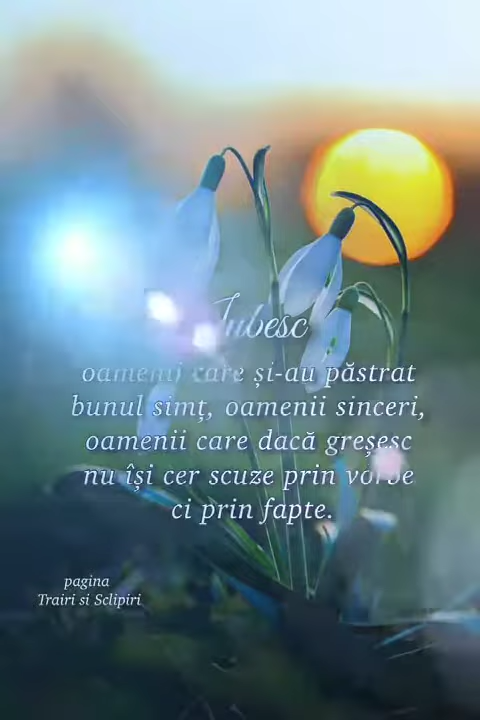 Iubesc
oamenii care și-au păstrat
bunul simț, oamenii sinceri,
oamenii care dacă greșesc
nu își cer scuze prin vorbe
ci prin fapte.
pagina
Trairi si Sclipiri